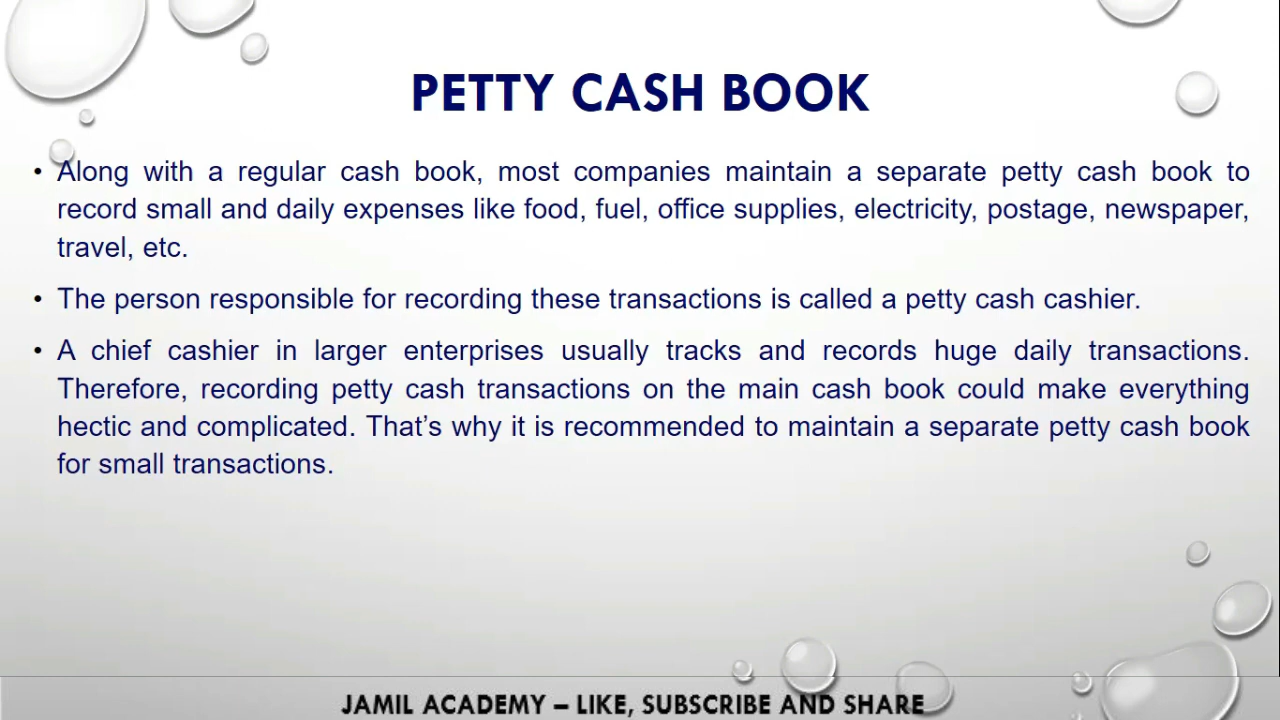 PETTY CASH BOOK
• Along with a regular cash book, most companies maintain a separate petty cash book to
record small and daily expenses like food, fuel, office supplies, electricity, postage, newspaper,
travel, etc.
• The person responsible for recording these transactions is called a petty cash cashier.
• A chief cashier in larger enterprises usually tracks and records huge daily transactions.
Therefore, recording petty cash transactions on the main cash book could make everything
hectic and complicated. That’s why it is recommended to maintain a separate petty cash book
for small transactions.
JAMIL ACADEMY – LIKE, SUBSCRIBE AND SHARE